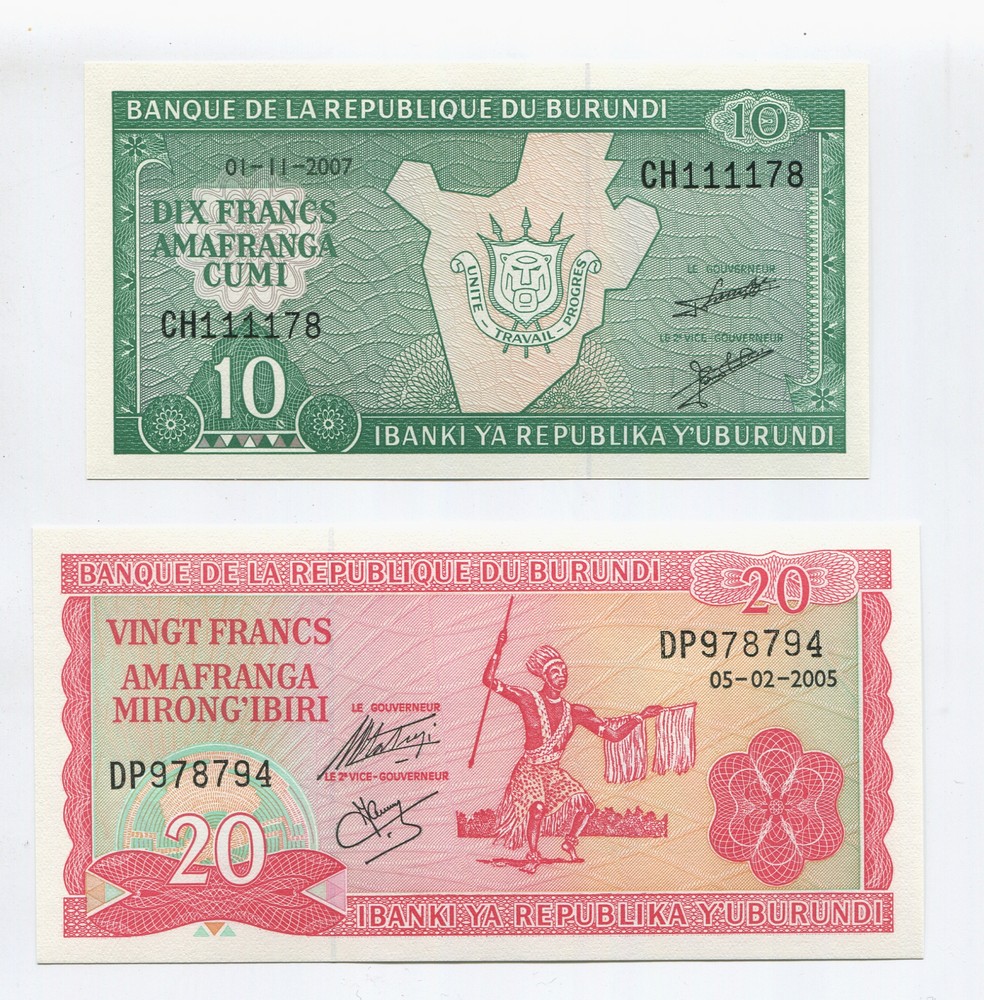 BANQUE DE LA REPUBLIQUE DU BURUNDI
10
01-11-2007
CH111178
DIX FRANCS
AMAFRANGA
CUMI
UNITE - TRAVAIL - PROGRES
LE GOUVERNEUR
CH111178
LE 2e VICE-GOUVERNEUR
10
IBANKI YA REPUBLIKA Y'UBURUNDI
BANQUE DE LA REPUBLIQUE DU BURUNDI
20
VINGT FRANCS
DP978794
AMAFRANGA
05-02-2005
MIRONG'IBIRI
LE GOUVERNEUR
DP978794
LE 2e VICE-GOUVERNEUR
20
IBANKI YA REPUBLIKA Y'UBURUNDI